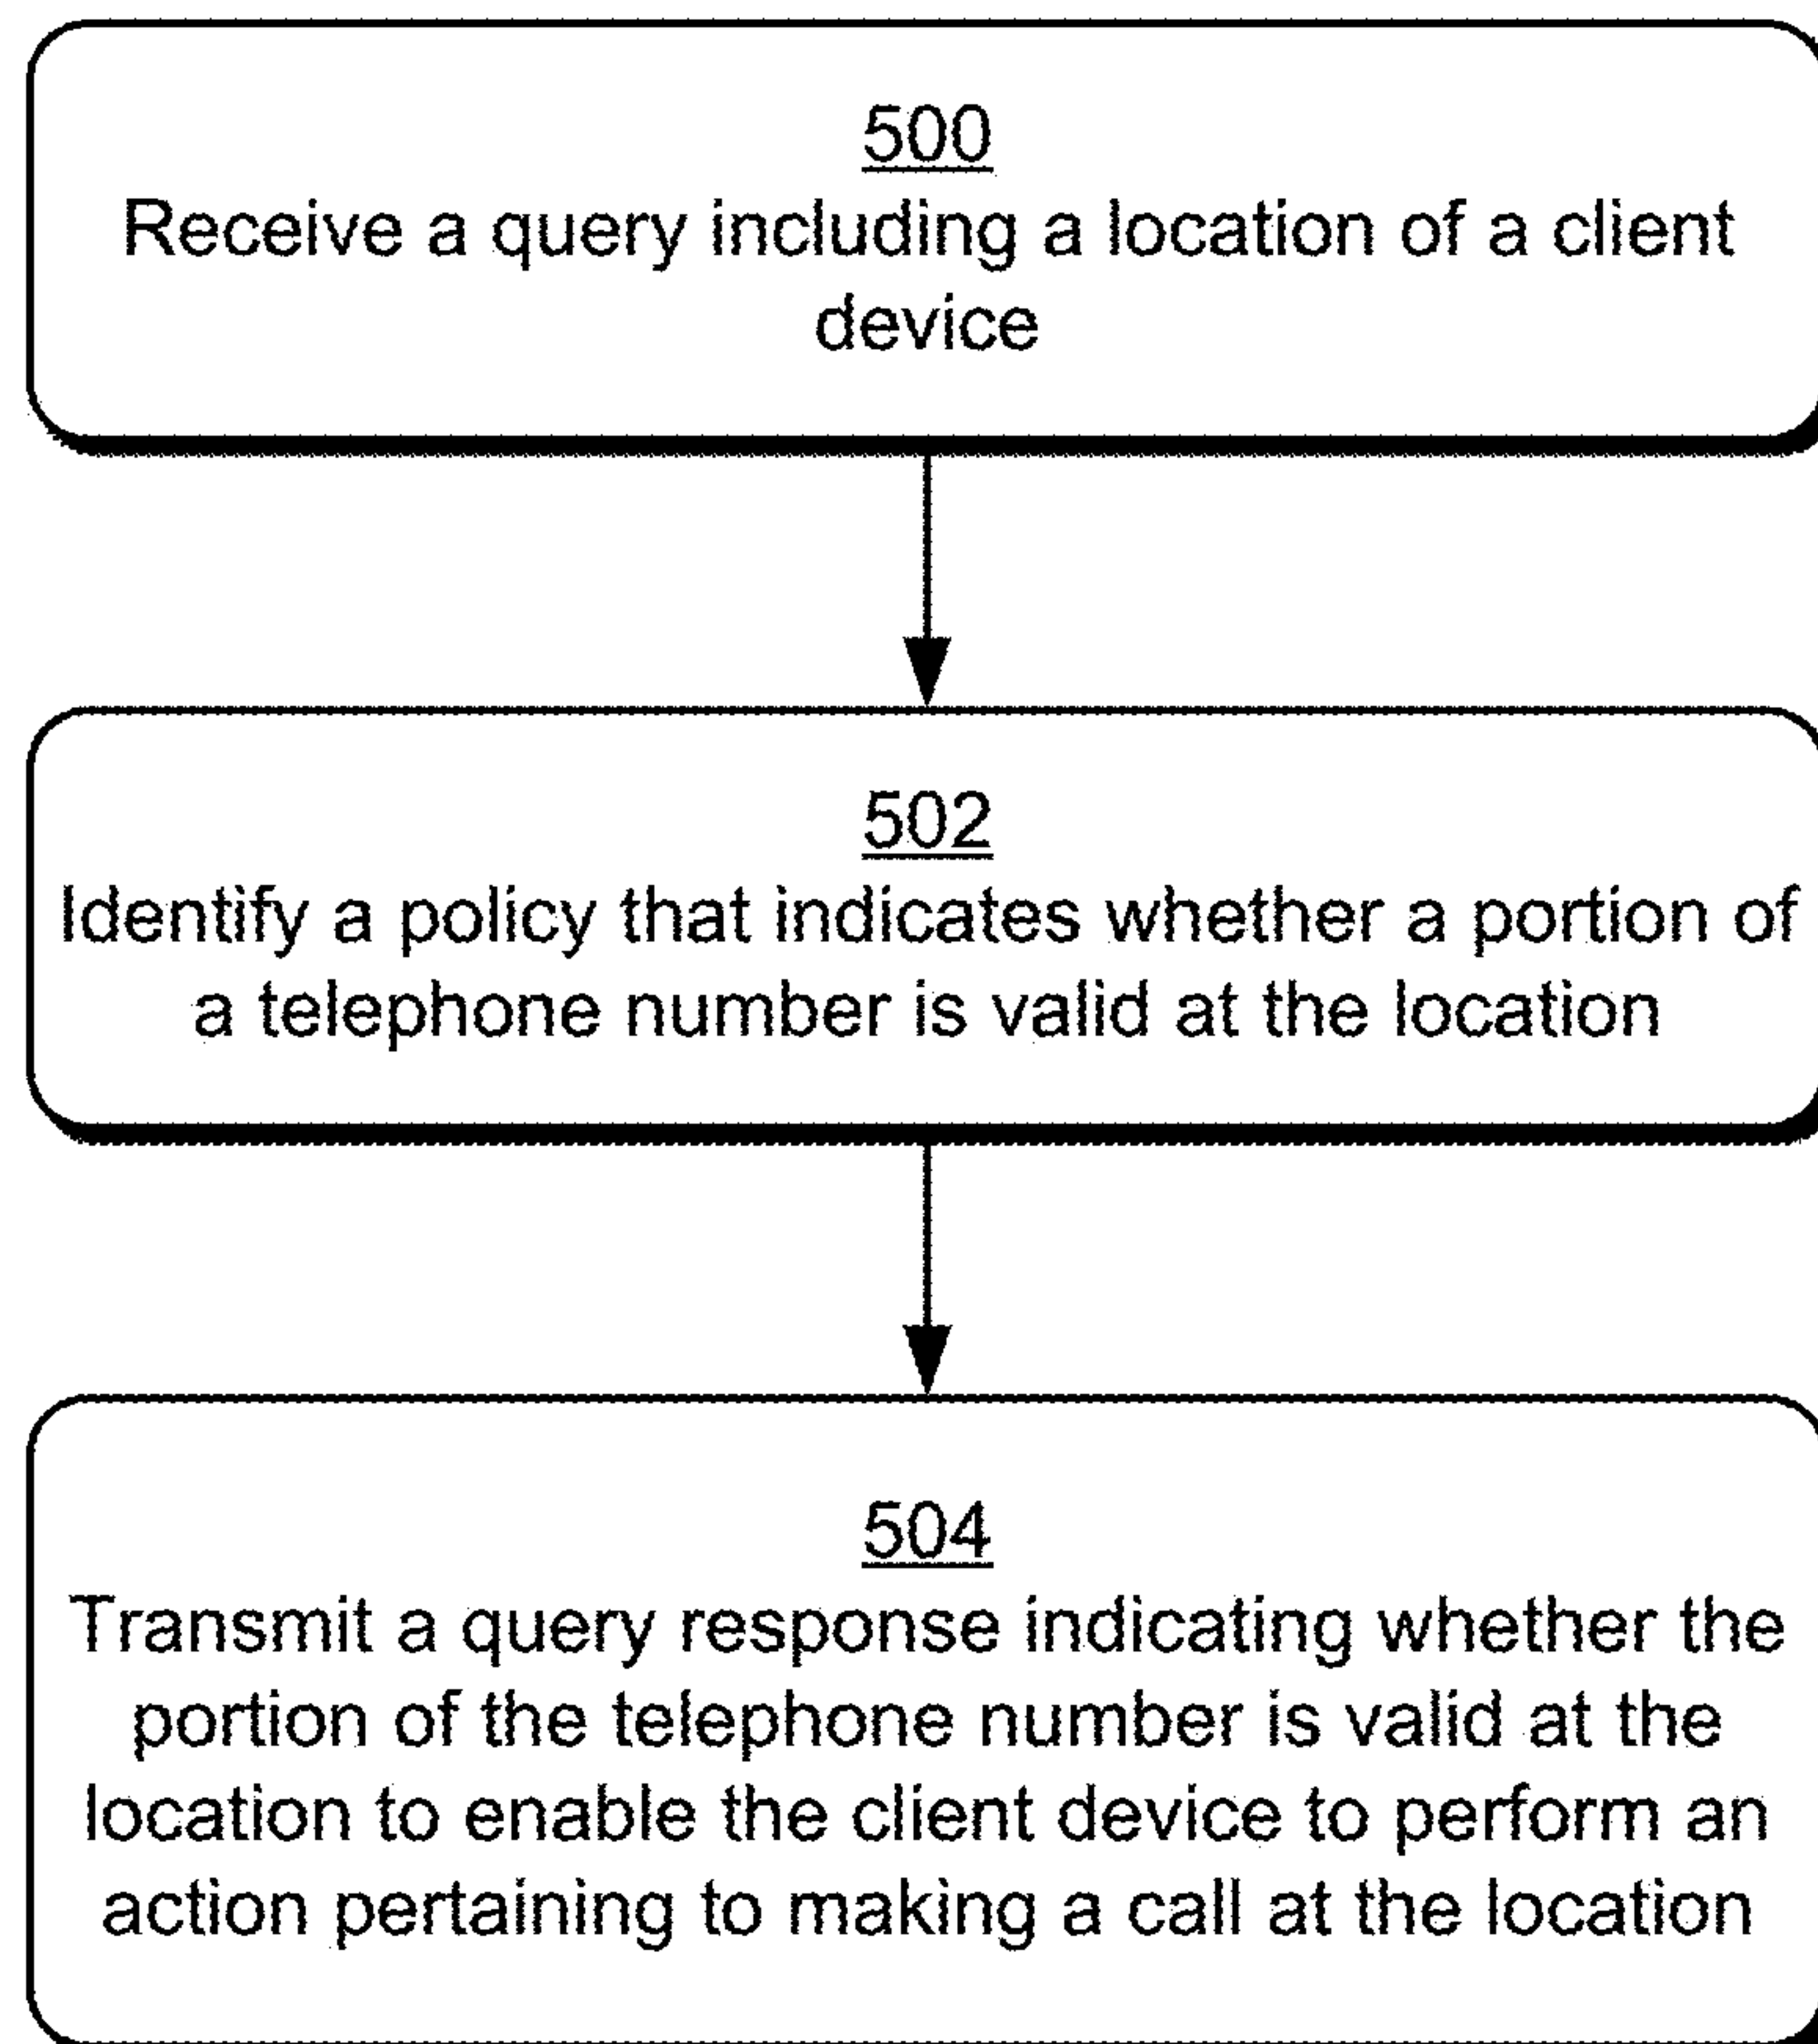 500
Receive a query including a location of a client
device
502
Identify a policy that indicates whether a portion of
a telephone number is valid at the location
504
Transmit a query response indicating whether the
portion of the telephone number is valid at the
location to enable the client device to perform an
action pertaining to making a call at the location